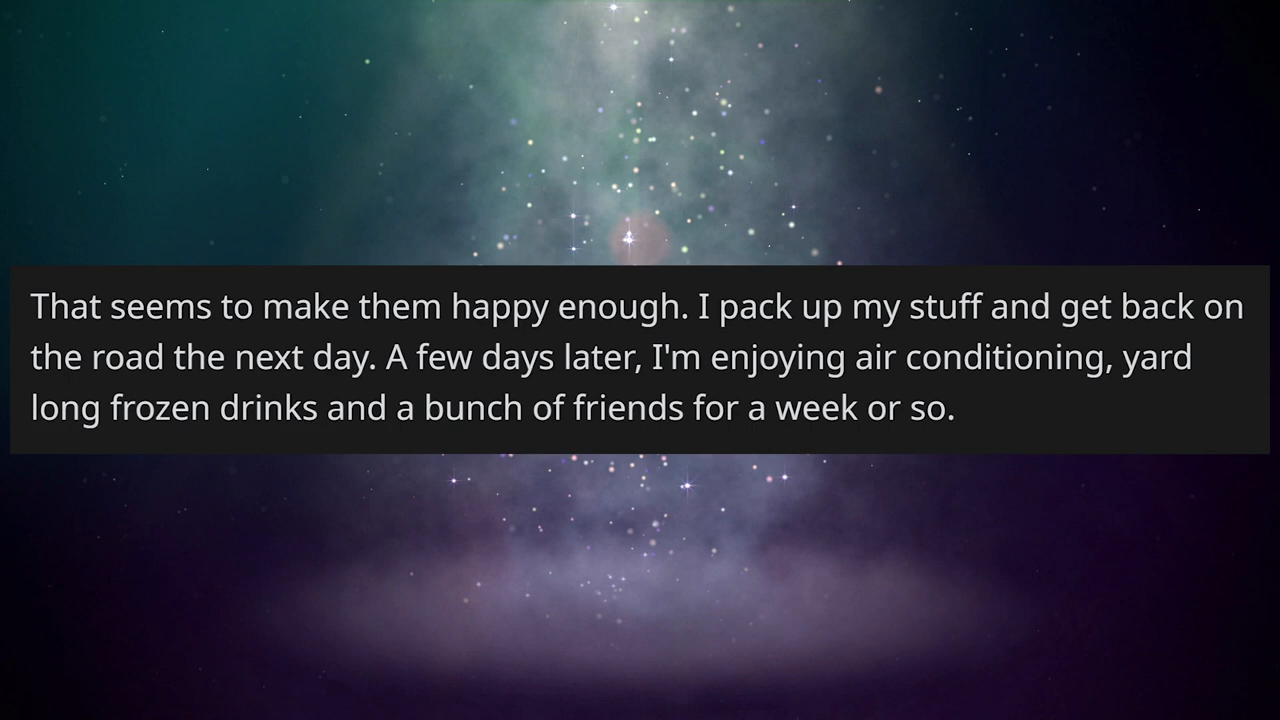 That seems to make them happy enough. I pack up my stuff and get back on
the road the next day. A few days later, I'm enjoying air conditioning, yard
long frozen drinks and a bunch of friends for a week or so.